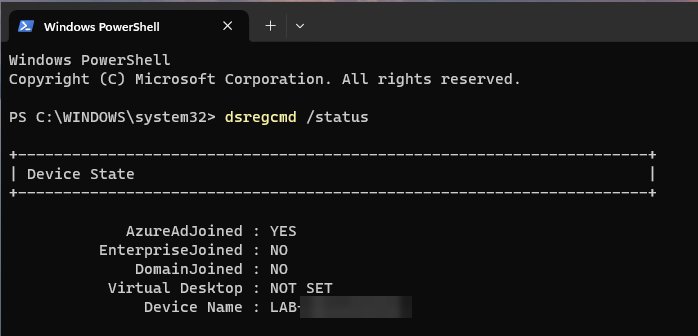 Windows PowerShell
Windows PowerShell
Copyright (C) Microsoft Corporation. All rights reserved.
PS C:\WINDOWS\system32> dsregcmd /status
+----------------------------------------------------------------------+
| Device State                                                         |
+----------------------------------------------------------------------+
AzureAdJoined : YES
EnterpriseJoined : NO
DomainJoined : NO
Virtual Desktop : NOT SET
Device Name : LAB-